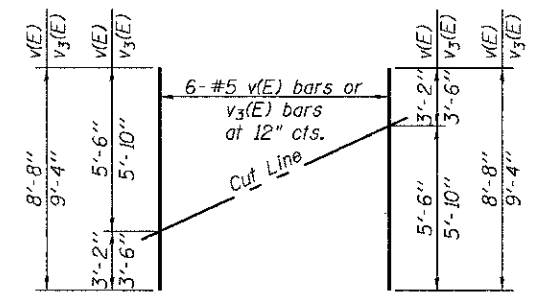 v(E)
v3(E)
v(E)
v3(E)
8'-8"
9'-4"
5'-6"
5'-10"
3'-2"
3'-6"
6-#5 v(E) bars or
v3(E) bars
at 12" cts.
Cut Line
v(E)
v3(E)
v(E)
v3(E)
3'-2"
3'-6"
5'-6"
5'-10"
8'-8"
9'-4"